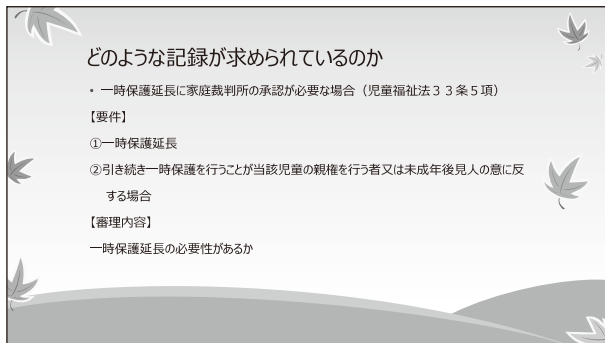 どのような記録が求められているのか
• 一時保護延長に家庭裁判所の承認が必要な場合（児童福祉法３３条５項）
【要件】
①一時保護延長
②引き続き一時保護を行うことが当該児童の親権を行う者又は未成年後見人の意に反
する場合
【審理内容】
一時保護延長の必要性があるか